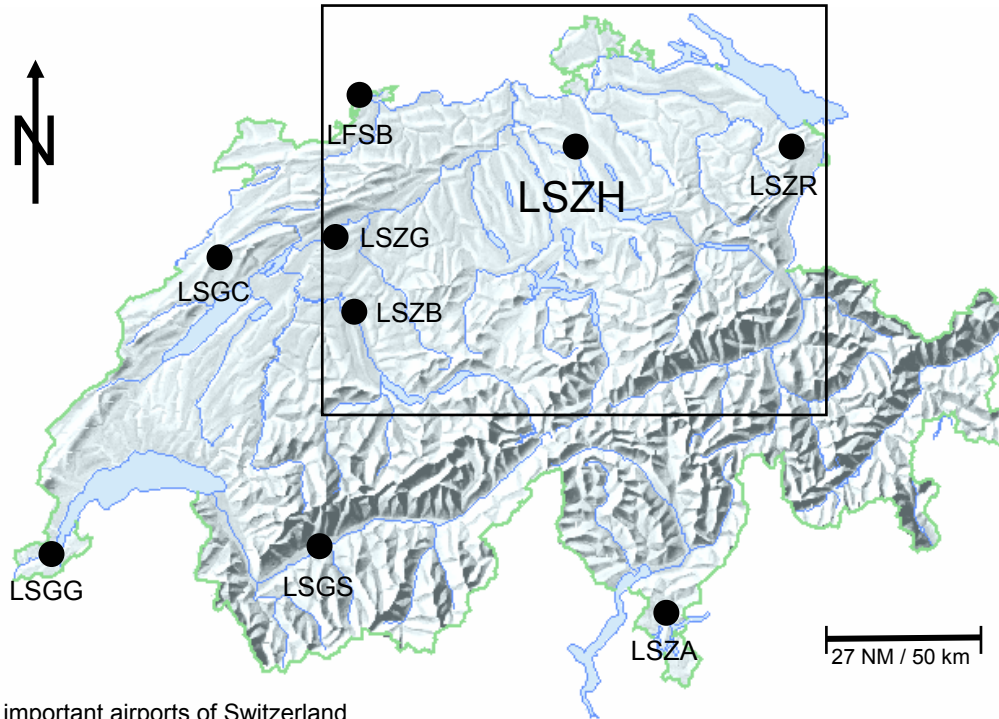 N
LFSB
LSZH
LSZR
LSZG
LSGC
LSZB
LSGS
LSGG
LSZA
27 NM / 50 km
important airports of Switzerland